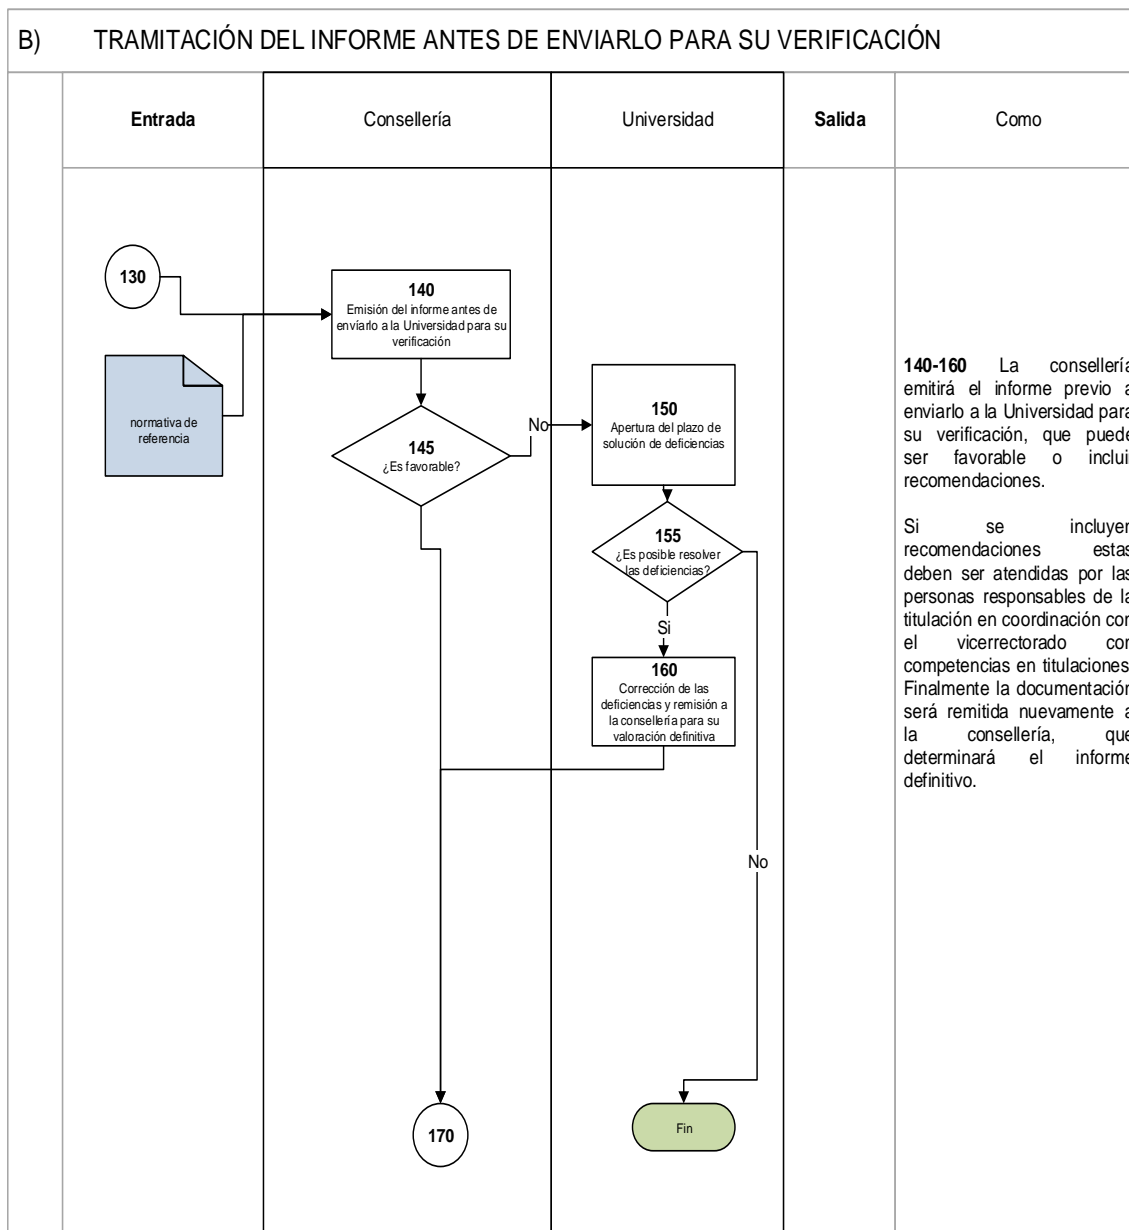 B) TRAMITACIÓN DEL INFORME ANTES DE ENVIARLO PARA SU VERIFICACIÓN
Entrada
Consellería
Universidad
Salida
Como
130
normativa de
referencia
140
Emisión del informe antes de
envíarlo a la Universidad para su
verificación
145
¿Es favorable?
No
150
Apertura del plazo de
solución de deficiencias
155
¿Es posible resolver
las deficiencias?
Si
160
Corrección de las
deficiencias y remisión a
la consellería para su
valoración definitiva
No
170
Fin
140-160 La consellería
emitirá el informe previo a
enviarlo a la Universidad para
su verificación, que puede
ser favorable o incluir
recomendaciones.
Si se incluyen
recomendaciones estas
deben ser atendidas por las
personas responsables de la
titulación en coordinación con
el vicerrectorado con
competencias en titulaciones
Finalmente la documentación
será remitida nuevamente a
la consellería, que
determinará el informe
definitivo.